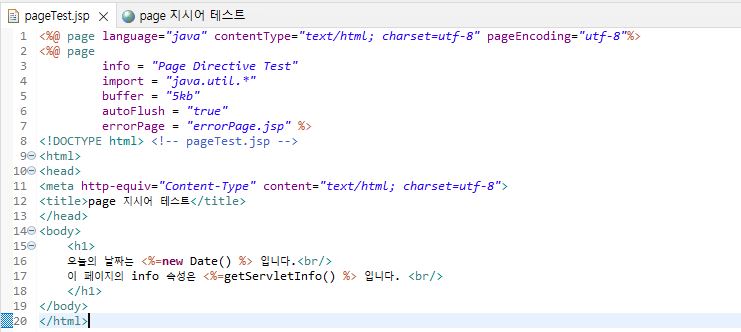 pageTest.jsp page 지시어 테스트
1 <%@ page language="java" contentType="text/html; charset=utf-8" pageEncoding="utf-8"%>
2 <%@ page
3 info = "Page Directive Test"
4 import = "java.util.*"
5 buffer = "5kb"
6 autoFlush = "true"
7 errorPage = "errorPage.jsp" %>
8 <!DOCTYPE html> <!-- pageTest.jsp -->
9 <html>
10 <head>
11 <meta http-equiv="Content-Type" content="text/html; charset=utf-8">
12 <title>page 지시어 테스트</title>
13 </head>
14 <body>
15 <h1>
16 오늘의 날짜는 <%=new Date() %> 입니다.<br/>
17 이 페이지의 info 속성은 <%=getServletInfo() %> 입니다. <br/>
18 </h1>
19 </body>
20 </html>